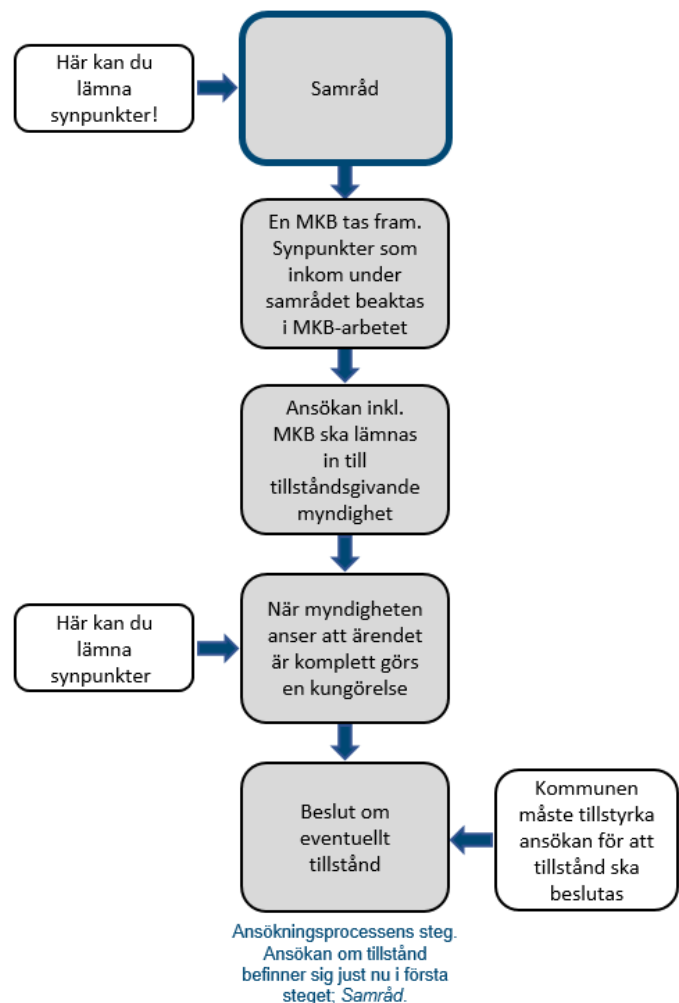 Här kan du
lämna
synpunkter!
Samråd
En MKB tas fram.
Synpunkter som
inkom under
samrådet beaktas
i MKB-arbetet
Ansökan inkl.
MKB ska lämnas
in till
tillståndsgivande
myndighet
Här kan du
lämna
synpunkter
När myndigheten
anser att ärendet
är komplett görs
en kungörelse
Beslut om
eventuellt
tillstånd
Kommunen
måste tillstyrka
ansökan för att
tillstånd ska
beslutas
Ansökningsprocessens steg.
Ansökan om tillstånd
befinner sig just nu i första
steget; Samråd.